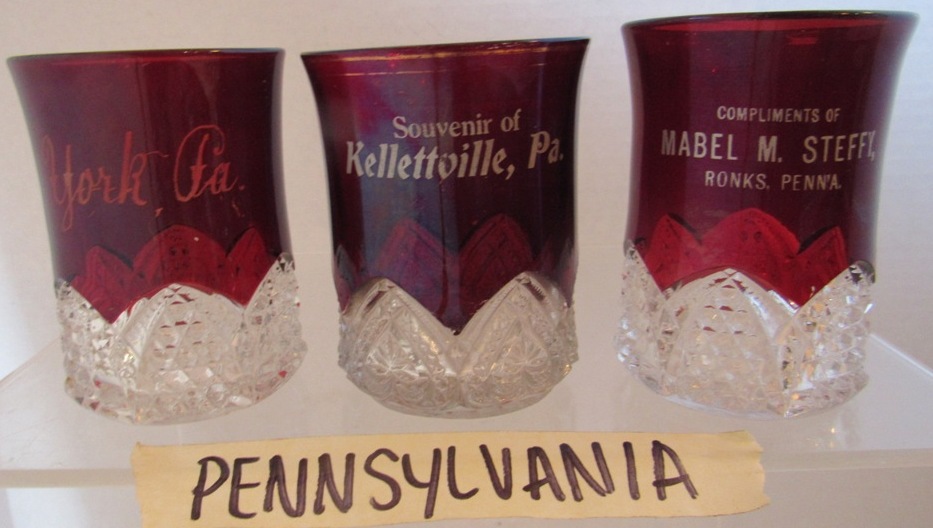 York, Pa.
Souvenir of
Kellettville, Pa.
COMPLIMENTS OF
MABEL M. STEFFY,
RONKS, PENN'A.
PENNSYLVANIA